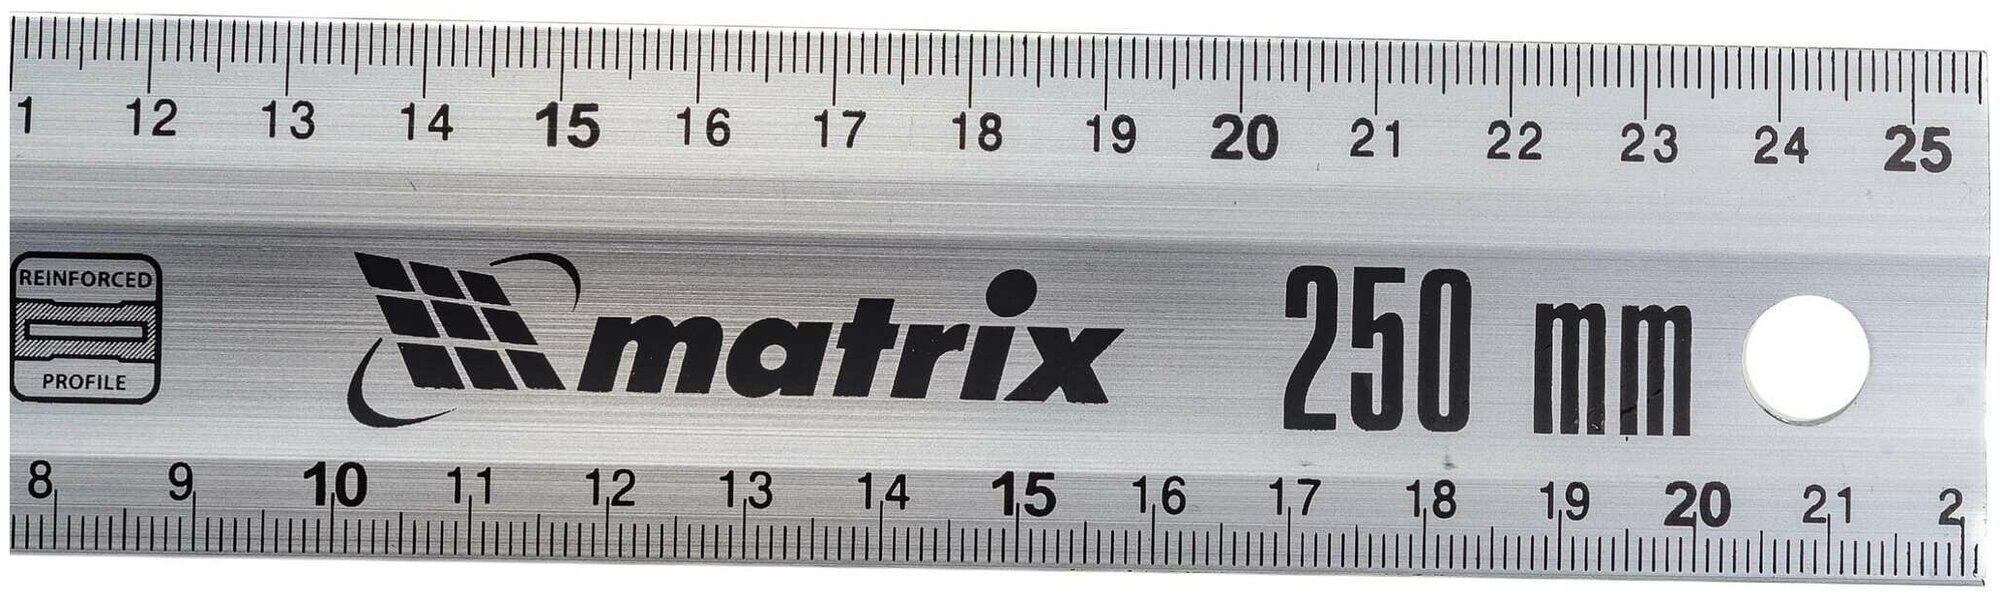 1 12 13 14 15 16 17 18 19 20 21 22 23 24 25
REINFORCED
PROFILE
matrix
250 mm
8 9 10 11 12 13 14 15 16 17 18 19 20 21 2